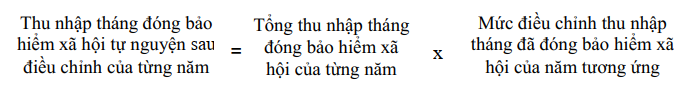 Thu nhập tháng đóng bảo
hiểm xã hội tự nguyện sau
điều chỉnh của từng năm
=
Tổng thu nhập tháng
đóng bảo hiểm xã
hội của từng năm
x
Mức điều chỉnh thu nhập
tháng đã đóng bảo hiểm xã
hội của năm tương ứng